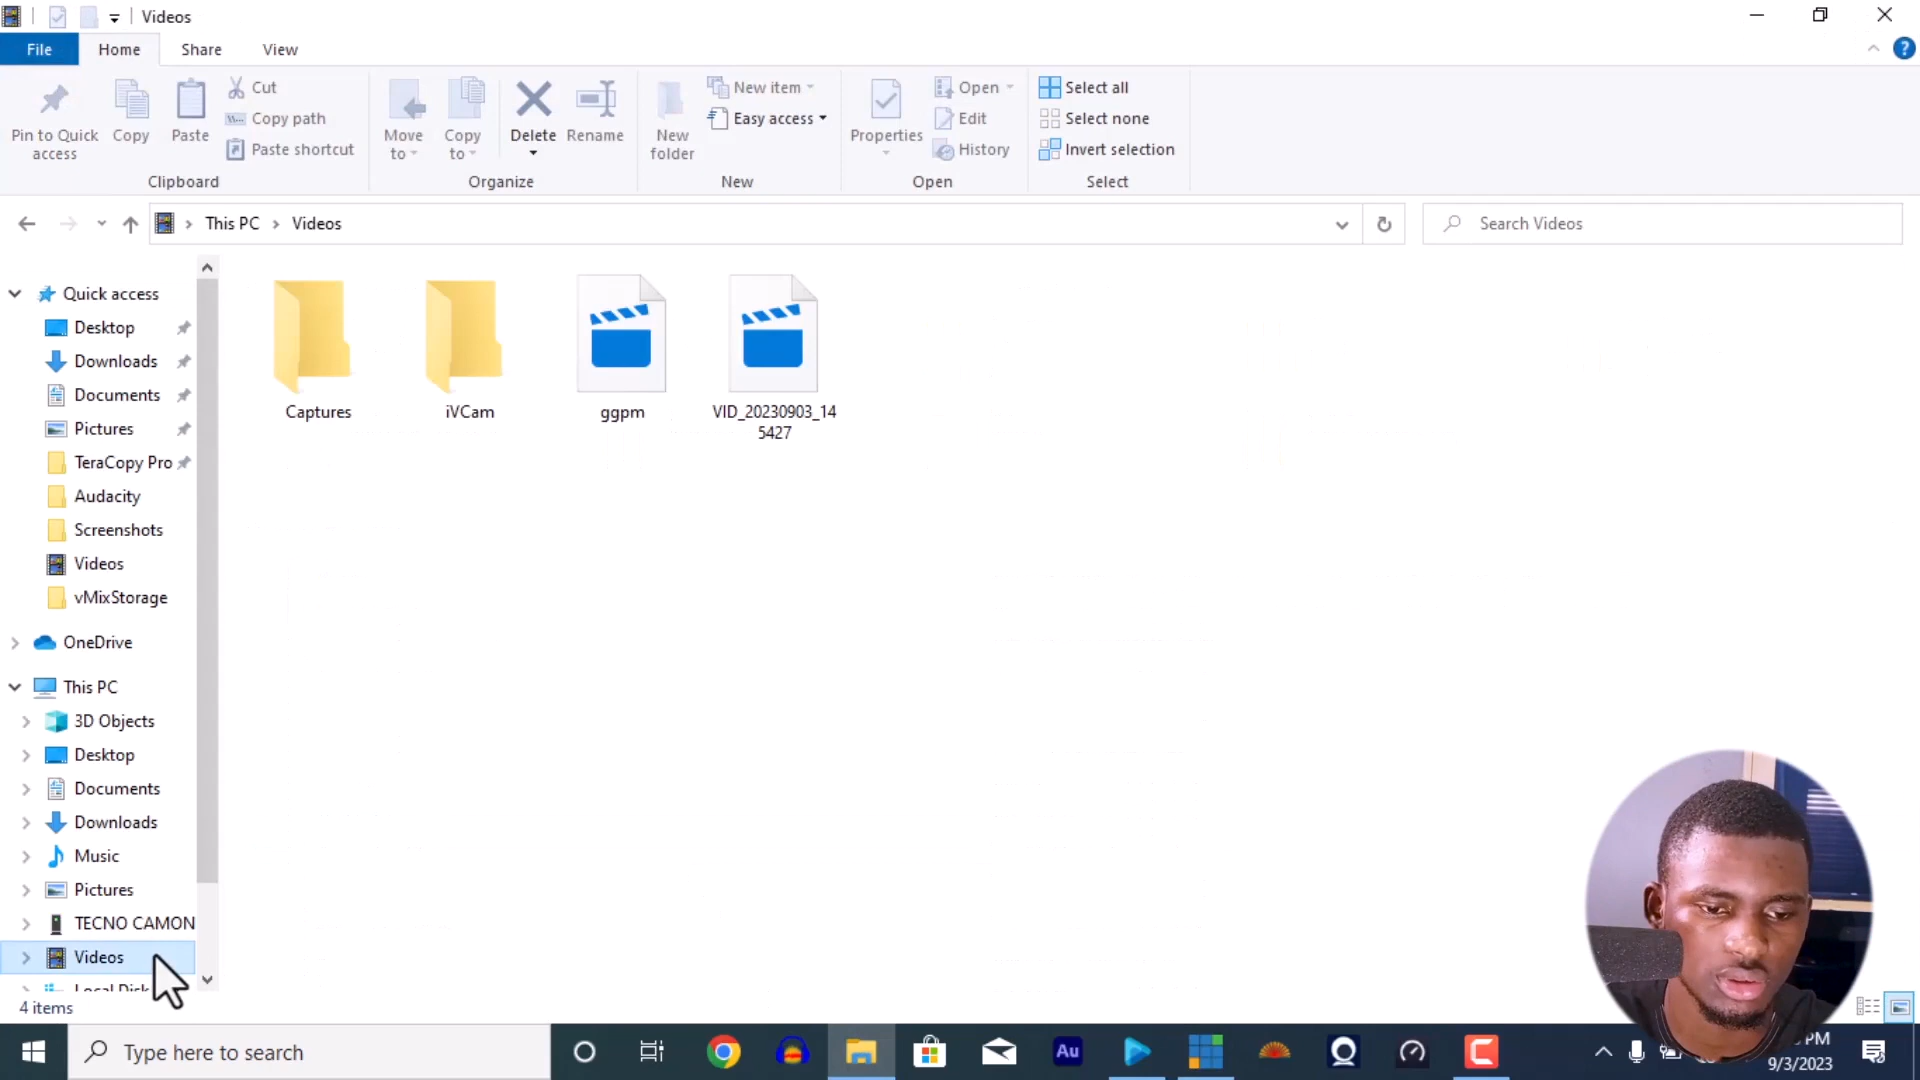 Videos
File
Home
Share
View
Pin to Quick
access
Copy
Paste
Cut
Copy path
Paste shortcut
Clipboard
Move
to
Copy
to
Delete
Rename
Organize
New
folder
New item
Easy access
New
Properties
Open
Edit
History
Open
Select all
Select none
Invert selection
Select
This PC
Videos
Search Videos
Quick access
Desktop
Downloads
Documents
Pictures
TeraCopy Pro
Audacity
Screenshots
Videos
vMixStorage
OneDrive
This PC
3D Objects
Desktop
Documents
Downloads
Music
Pictures
TECNO CAMON
Videos
Local Disk
Captures
iVCam
ggpm
VID_20230903_14
5427
4 items
Type here to search
Au
PM
9/3/2023